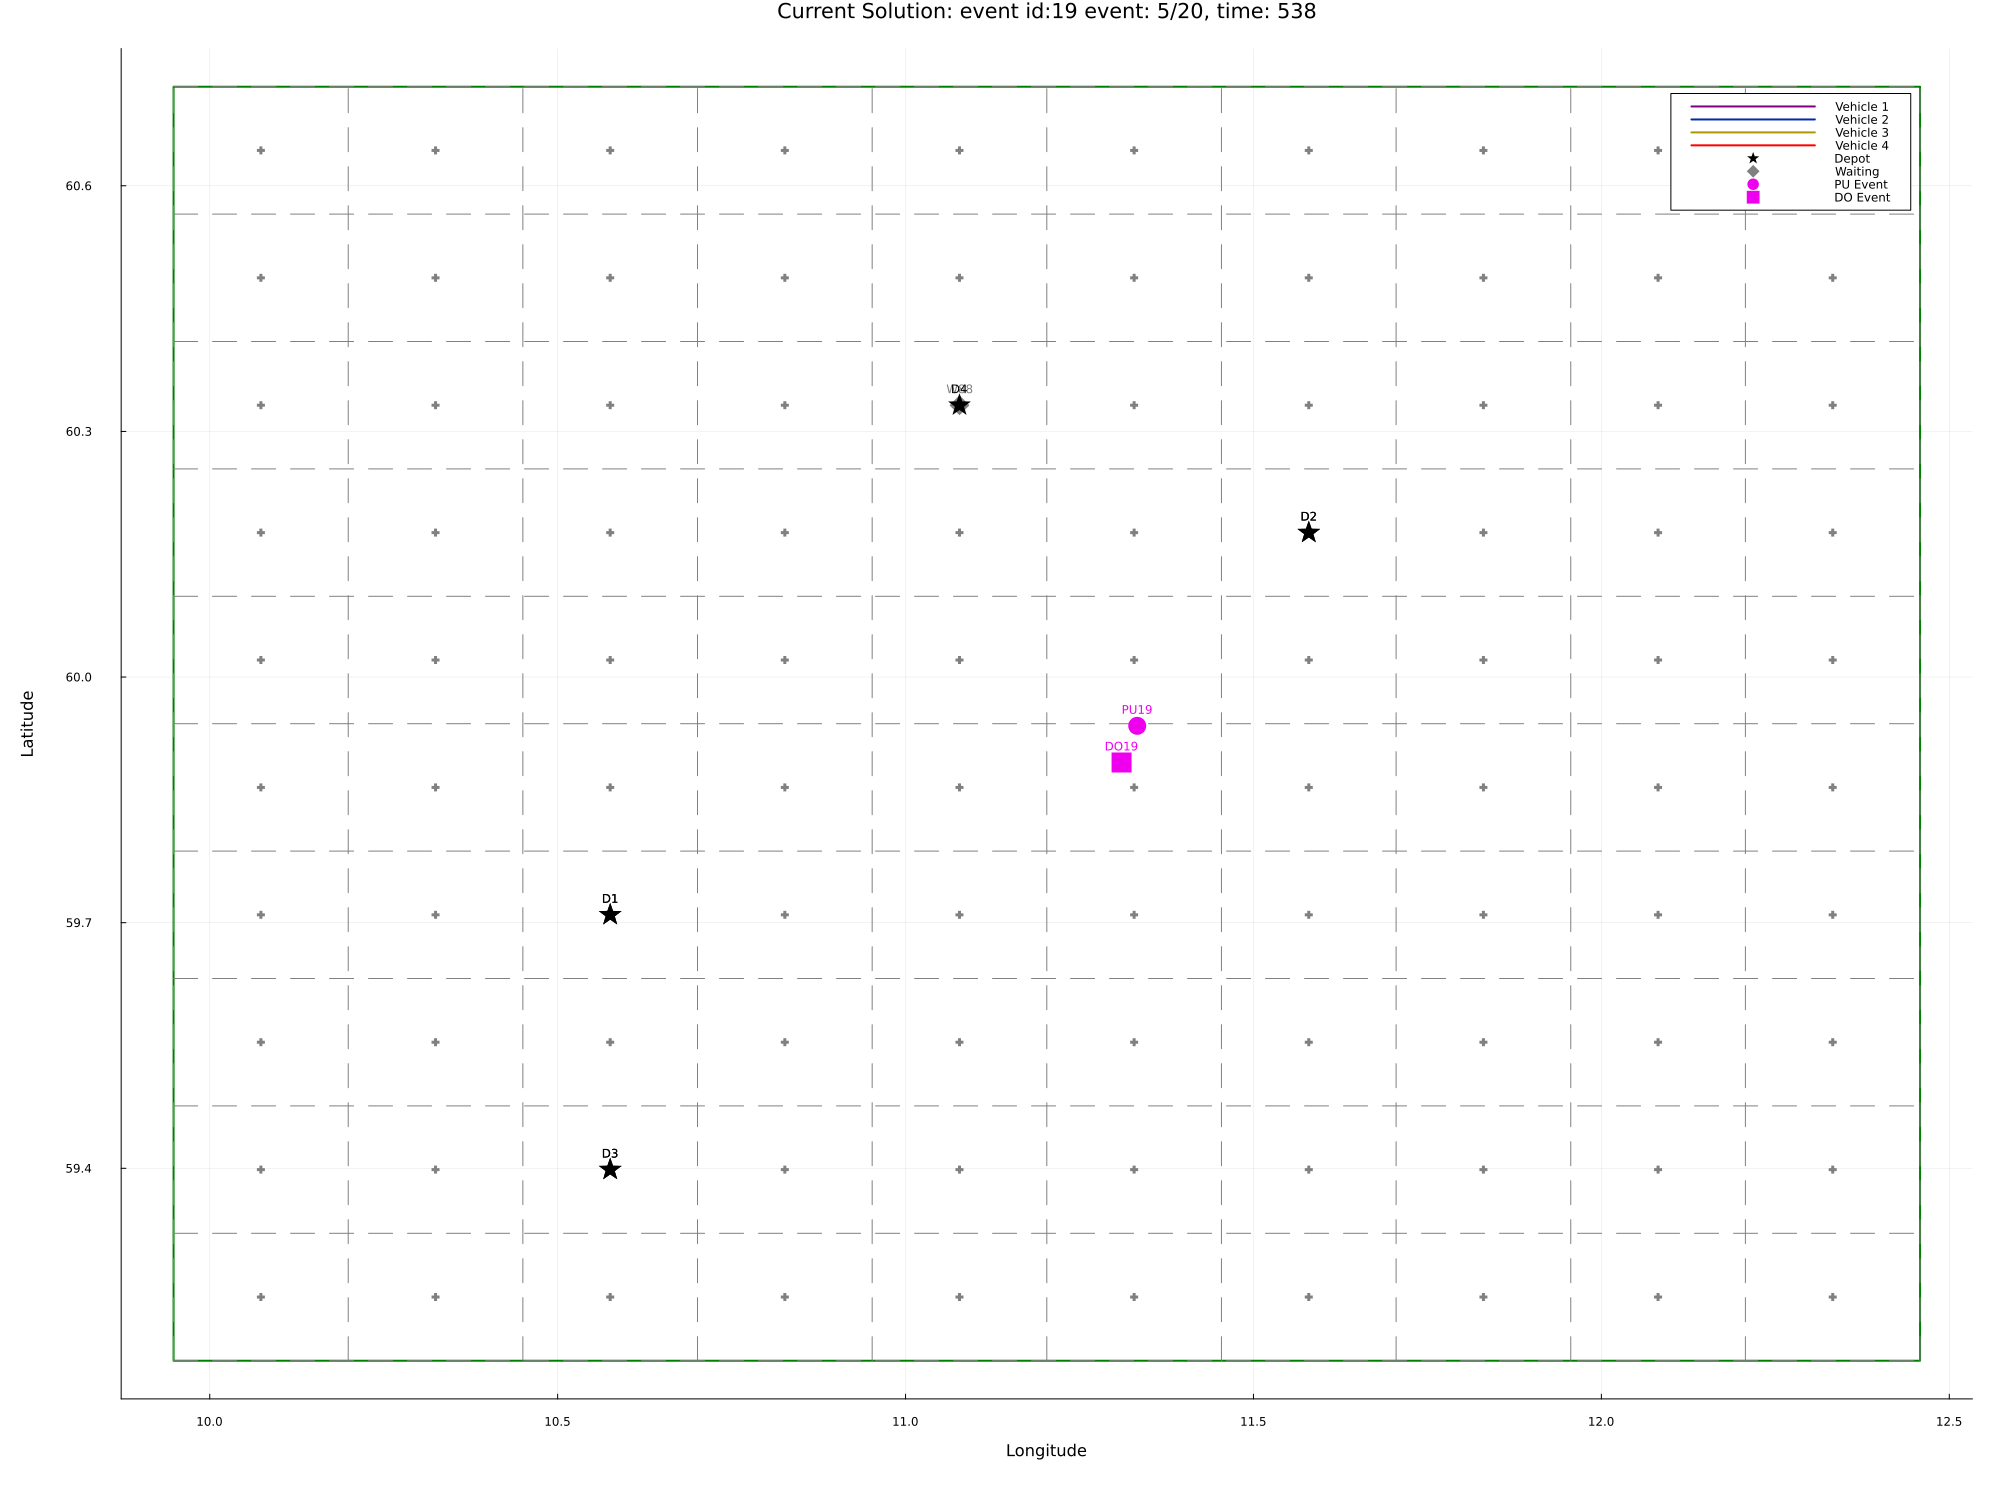 Current Solution: event id:19 event: 5/20, time: 538
Vehicle 1
Vehicle 2
Vehicle 3
Vehicle 4
Depot
Waiting
PU Event
DO Event
60.6
D4
60.3
D2
60.0
PU19
DO19
Latitude
D1
59.7
D3
59.4
10.0 10.5 11.0 11.5 12.0 12.5
Longitude